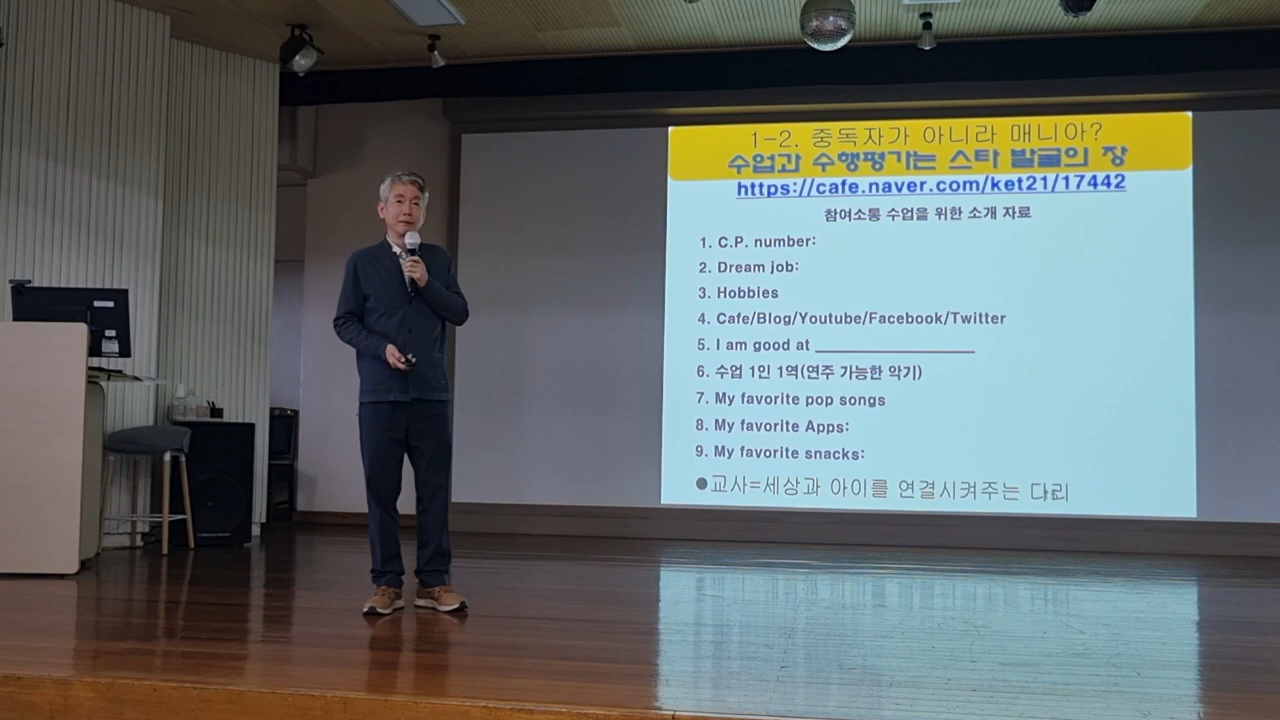 1-2. 중독자가 아니라 매니아?
수업과 수행평가는 스타 발굴의 장
https://cafe.naver.com/ket21/17442
참여소통 수업을 위한 소개 자료
1. C.P. number:
2. Dream job:
3. Hobbies
4. Cafe/Blog/Youtube/Facebook/Twitter
5. I am good at ____________________
6. 수업 1인 1역(연주 가능한 악기)
7. My favorite pop songs
8. My favorite Apps:
9. My favorite snacks:
●교사=세상과 아이를 연결시켜주는 다리